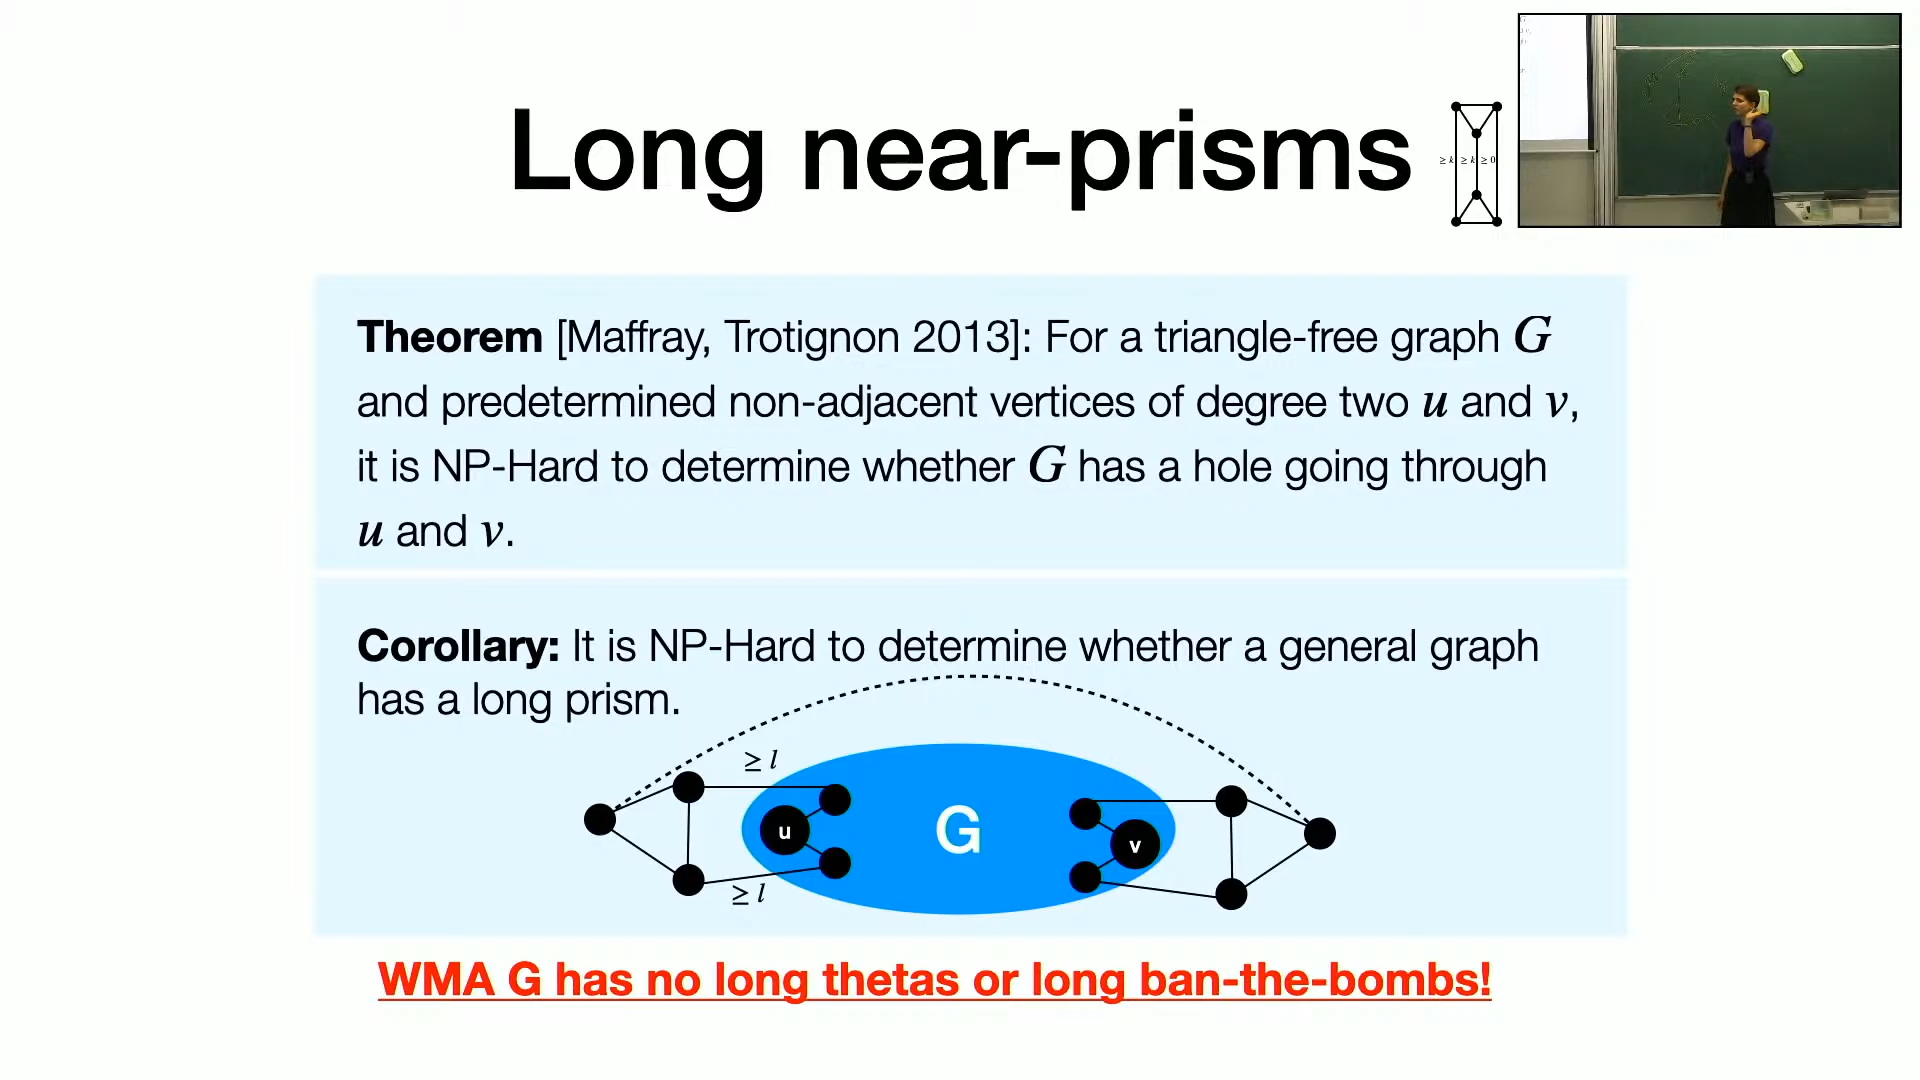 Long near-prisms
≥ k ≥ k ≥ 0
Theorem [Maffray, Trotignon 2013]: For a triangle-free graph G
and predetermined non-adjacent vertices of degree two u and v,
it is NP-Hard to determine whether G has a hole going through
u and v.
Corollary: It is NP-Hard to determine whether a general graph
has a long prism.
≥ l
u
G
v
≥ l
WMA G has no long thetas or long ban-the-bombs!